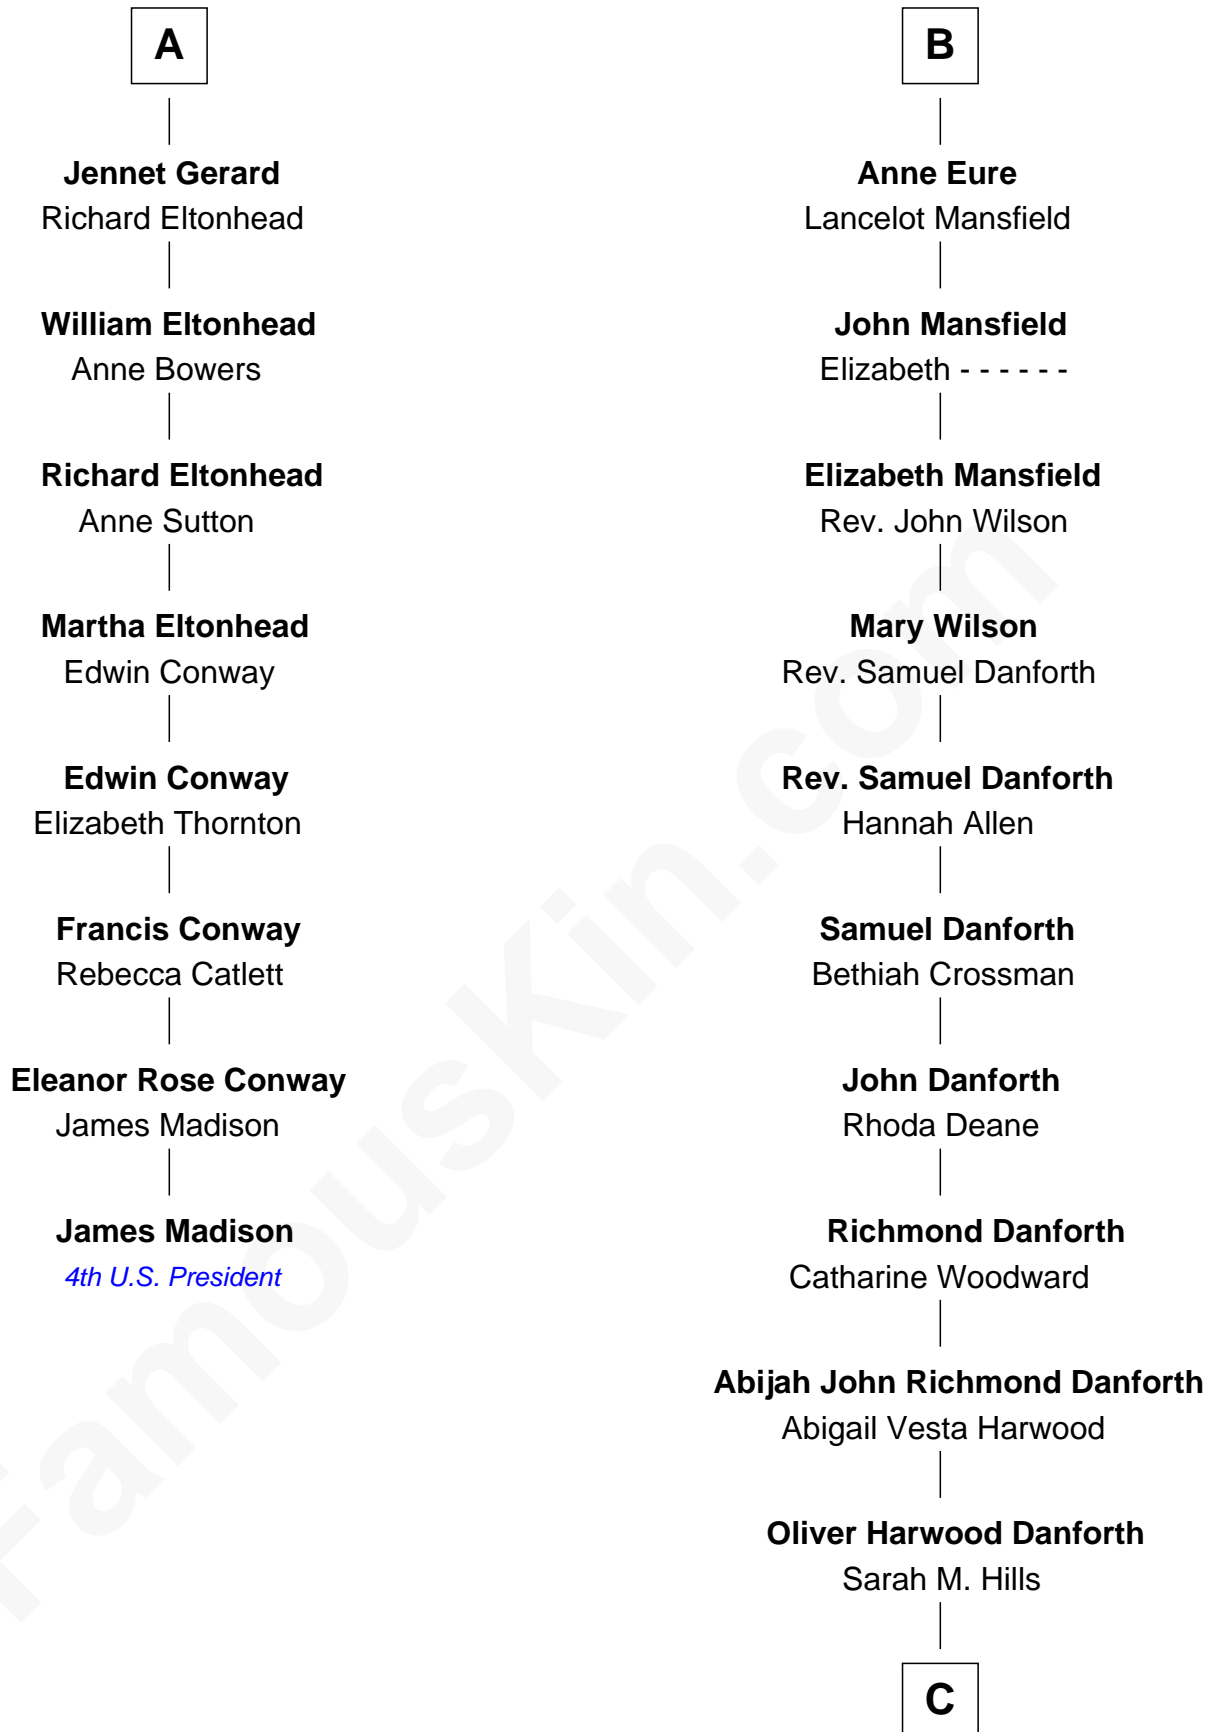 A
Jennet Gerard
Richard Eltonhead
William Eltonhead
Anne Bowers
Richard Eltonhead
Anne Sutton
Martha Eltonhead
Edwin Conway
Edwin Conway
Elizabeth Thornton
Francis Conway
Rebecca Catlett
Eleanor Rose Conway
James Madison
James Madison
4th U.S. President
B
Anne Eure
Lancelot Mansfield
John Mansfield
Elizabeth - - - - - -
Elizabeth Mansfield
Rev. John Wilson
Mary Wilson
Rev. Samuel Danforth
Rev. Samuel Danforth
Hannah Allen
Samuel Danforth
Bethiah Crossman
John Danforth
Rhoda Deane
Richmond Danforth
Catharine Woodward
Abijah John Richmond Danforth
Abigail Vesta Harwood
Oliver Harwood Danforth
Sarah M. Hills
C
FamousKin.com